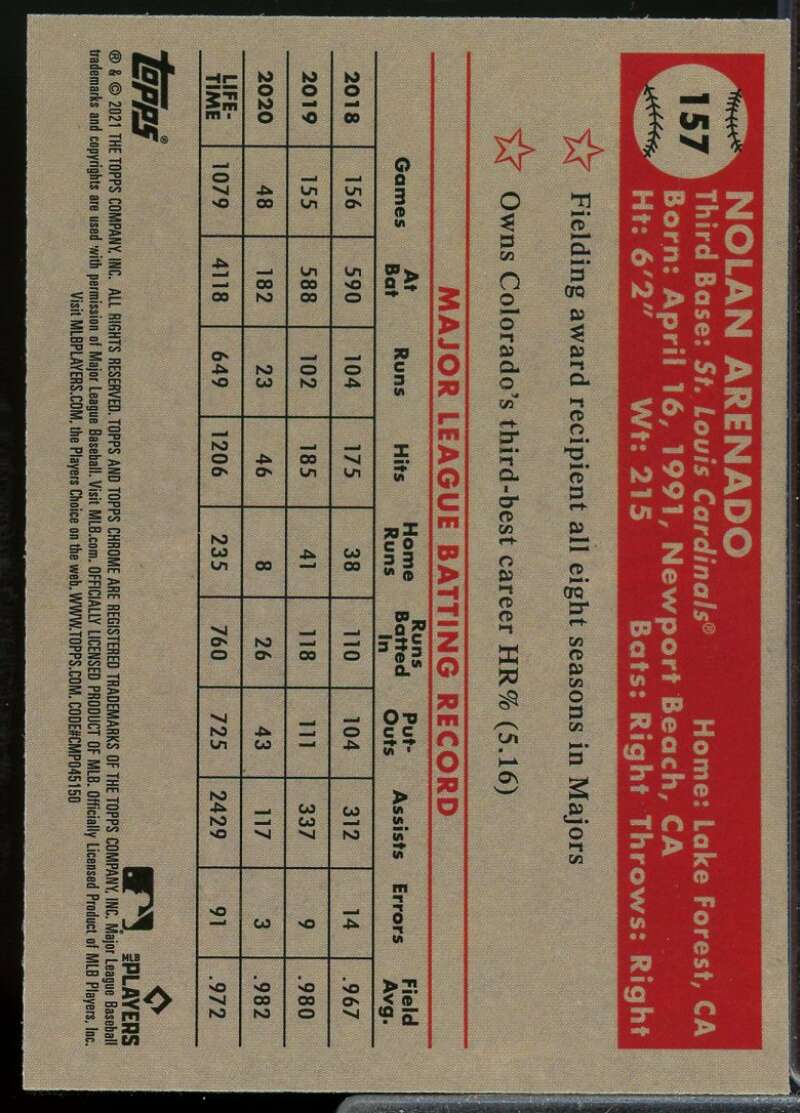 157
NOLAN ARENADO
Third Base: St. Louis Cardinals® Home: Lake Forest, CA
Born: April 16, 1991, Newport Beach, CA
Ht: 6'2" Wt: 215 Bats: Right Throws: Right
Fielding award recipient all eight seasons in Majors
Owns Colorado's third-best career HR% (5.16)
MAJOR LEAGUE BATTING RECORD
Games At Bat Runs Hits Home Runs Runs Batted In Put-Outs Assists Errors Field Avg.
2018 156 590 104 175 38 110 104 312 14 .967
2019 155 588 102 185 41 118 111 337 9 .980
2020 48 182 23 46 8 26 43 117 3 .982
LIFE-TIME 1079 4118 649 1206 235 760 725 2429 91 .972
topps®
MLB PLAYERS
® & © 2021 THE TOPPS COMPANY, INC. ALL RIGHTS RESERVED. TOPPS AND TOPPS CHROME ARE REGISTERED TRADEMARKS OF THE TOPPS COMPANY, INC. Major League Baseball
trademarks and copyrights are used with permission of Major League Baseball. Visit MLB.com. OFFICIALLY LICENSED PRODUCT OF MLB. Officially Licensed Product of MLB Players, Inc.
Visit MLBPLAYERS.COM, the Players Choice on the web. WWW.TOPPS.COM. CODE#CMP045150